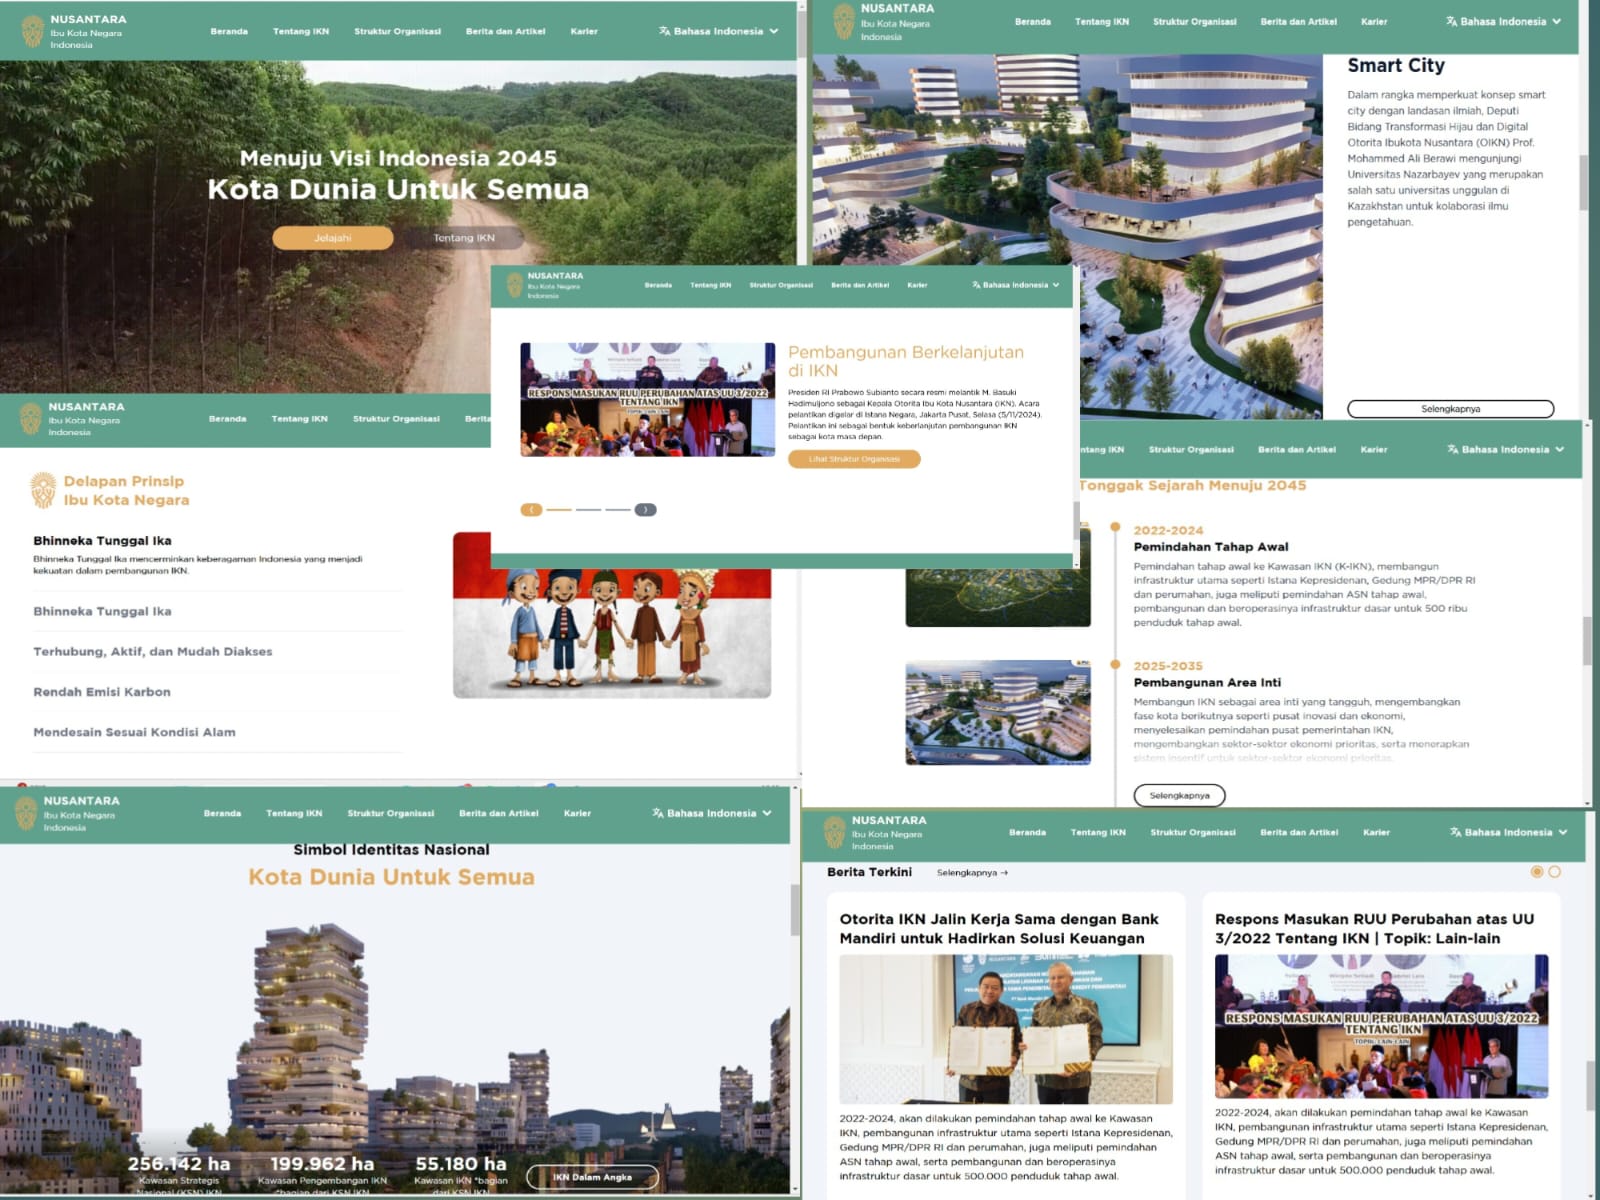 NUSANTARA
Ibu Kota Negara
Indonesia
Beranda
Tentang IKN
Struktur Organisasi
Berita dan Artikel
Karier
Bahasa Indonesia
Menuju Visi Indonesia 2045
Kota Dunia Untuk Semua
Jelajahi
Tentang IKN
NUSANTARA
Ibu Kota Negara
Indonesia
Beranda
Tentang IKN
Struktur Organisasi
Berita dan Artikel
Karier
Bahasa Indonesia
Smart City
Dalam rangka memperkuat konsep smart
city dengan landasan ilmiah, Deputi
Bidang Transformasi Hijau dan Digital
Otorita Ibukota Nusantara (OIKN) Prof.
Mohammed Ali Berawi mengunjungi
Universitas Nazarbayev yang merupakan
salah satu universitas unggulan di
Kazakhstan untuk kolaborasi ilmu
pengetahuan.
Selengkapnya
NUSANTARA
Ibu Kota Negara
Indonesia
Beranda
Tentang IKN
Struktur Organisasi
Berita dan Artikel
Karier
Bahasa Indonesia
RESPONS MASUKAN RUU PERUBAHAN ATAS UU 3/2022
TENTANG IKN
TOPIK: LAIN-LAIN
Pembangunan Berkelanjutan
di IKN
Presiden RI Prabowo Subianto secara resmi melantik M. Basuki
Hadimuljono sebagai Kepala Otorita Ibu Kota Nusantara (IKN). Acara
pelantikan digelar di Istana Negara, Jakarta Pusat, Selasa (5/11/2024).
Pelantikan ini sebagai bentuk keberlanjutan pembangunan IKN
sebagai kota masa depan.
Lihat Struktur Organisasi
NUSANTARA
Ibu Kota Negara
Indonesia
Beranda
Tentang IKN
Struktur Organisasi
Berita
Delapan Prinsip
Ibu Kota Negara
Bhinneka Tunggal Ika
Bhinneka Tunggal Ika mencerminkan keberagaman Indonesia yang menjadi
kekuatan dalam pembangunan IKN.
Bhinneka Tunggal Ika
Terhubung, Aktif, dan Mudah Diakses
Rendah Emisi Karbon
Mendesain Sesuai Kondisi Alam
ntang IKN
Struktur Organisasi
Berita dan Artikel
Karier
Bahasa Indonesia
Tonggak Sejarah Menuju 2045
2022-2024
Pemindahan Tahap Awal
Pemindahan tahap awal ke Kawasan IKN (K-IKN), membangun
infrastruktur utama seperti Istana Kepresidenan, Gedung MPR/DPR RI
dan perumahan, juga meliputi pemindahan ASN tahap awal,
pembangunan dan beroperasinya infrastruktur dasar untuk 500 ribu
penduduk tahap awal.
2025-2035
Pembangunan Area Inti
Membangun IKN sebagai area inti yang tangguh, mengembangkan
fase kota berikutnya seperti pusat inovasi dan ekonomi,
menyelesaikan pemindahan pusat pemerintahan IKN,
mengembangkan sektor-sektor ekonomi prioritas, serta menerapkan
sistem insentif untuk sektor-sektor ekonomi prioritas.
Selengkapnya
NUSANTARA
Ibu Kota Negara
Indonesia
Beranda
Tentang IKN
Struktur Organisasi
Berita dan Artikel
Karier
Bahasa Indonesia
Simbol Identitas Nasional
Kota Dunia Untuk Semua
256.142 ha
Kawasan Strategis
Nasional (KSN) IKN
199.962 ha
Kawasan Pengembangan IKN
*bagian dari KSN IKN
55.180 ha
Kawasan IKN *bagian
dari KSN IKN
IKN Dalam Angka
NUSANTARA
Ibu Kota Negara
Indonesia
Beranda
Tentang IKN
Struktur Organisasi
Berita dan Artikel
Karier
Bahasa Indonesia
Berita Terkini
Selengkapnya →
Otorita IKN Jalin Kerja Sama dengan Bank
Mandiri untuk Hadirkan Solusi Keuangan
2022-2024, akan dilakukan pemindahan tahap awal ke Kawasan
IKN, pembangunan infrastruktur utama seperti Istana Kepresidenan,
Gedung MPR/DPR RI dan perumahan, juga meliputi pemindahan
ASN tahap awal, serta pembangunan dan beroperasinya
infrastruktur dasar untuk 500.000 penduduk tahap awal.
Respons Masukan RUU Perubahan atas UU
3/2022 Tentang IKN | Topik: Lain-lain
RESPONS MASUKAN RUU PERUBAHAN ATAS UU 3/2022
TENTANG IKN
TOPIK: LAIN-LAIN
2022-2024, akan dilakukan pemindahan tahap awal ke Kawasan
IKN, pembangunan infrastruktur utama seperti Istana Kepresidenan,
Gedung MPR/DPR RI dan perumahan, juga meliputi pemindahan
ASN tahap awal, serta pembangunan dan beroperasinya
infrastruktur dasar untuk 500.000 penduduk tahap awal.